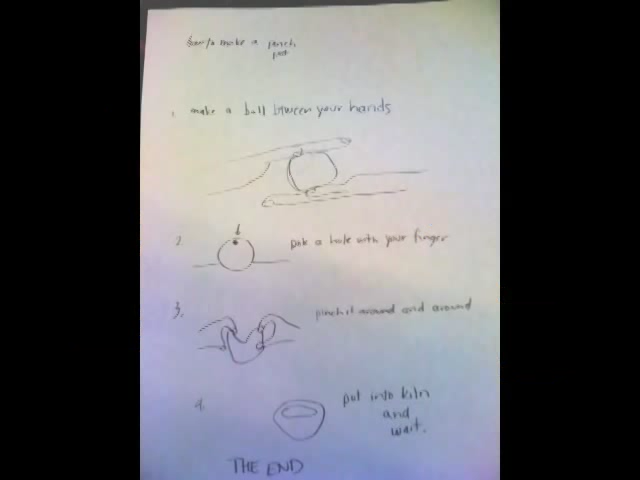 how to make a pinch
pot
1. make a ball between your hands
2. pok a hole with your finger
3. pinch it around and around
4. put into kiln
and
wait.
THE END